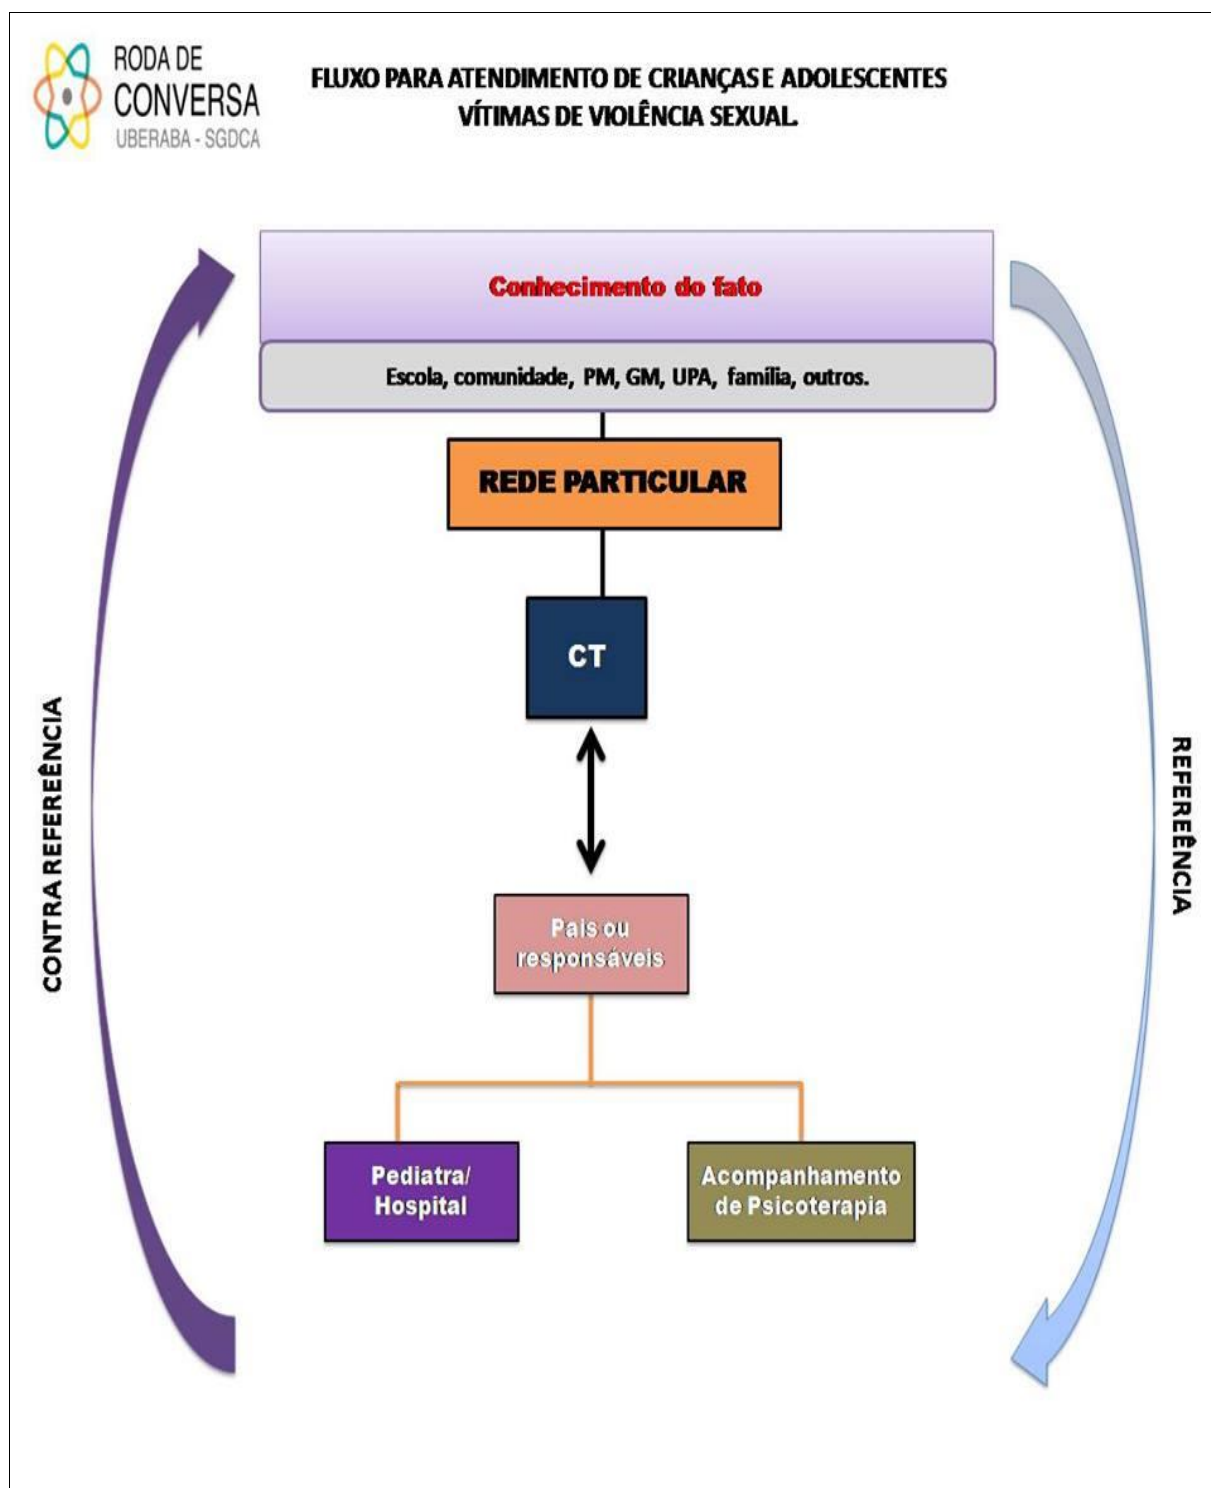 RODA DE
CONVERSA
UBERABA - SGDCA
FLUXO PARA ATENDIMENTO DE CRIANÇAS E ADOLESCENTES
VÍTIMAS DE VIOLÊNCIA SEXUAL.
Conhecimento do fato
Escola, comunidade, PM, GM, UPA, família, outros.
REDE PARTICULAR
CT
CONTRA REFEREÊNCIA
REFEREÊNCIA
Pais ou
responsáveis
Pediatra/
Hospital
Acompanhamento
de Psicoterapia